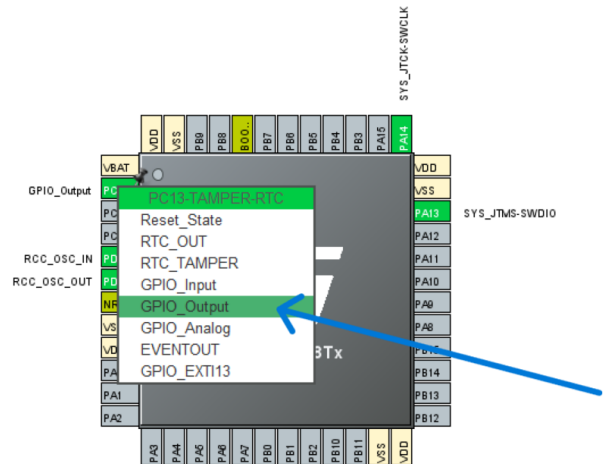 SYS_JTCK-SWCLK
VDD
VSS
PB9
PB8
BOO..
PB7
PB6
PB5
PB4
PB3
PA15
PA14
VBAT
VDD
GPIO_Output
PC
PC13-TAMPER-RTC
VSS
PC
Reset_State
PA13
SYS_JTMS-SWDIO
PC
RTC_OUT
PA12
RCC_OSC_IN
PD
RTC_TAMPER
PA11
RCC_OSC_OUT
PD
GPIO_Input
PA10
NR
GPIO_Output
PA9
VS
GPIO_Analog
PA8
VD
EVENTOUT
3Tx
PA
GPIO_EXTI13
PB14
PA1
PB13
PA2
PB12
PA3
PA4
PA5
PA6
PA7
PB0
PB1
PB2
PB10
PB11
VSS
VDD